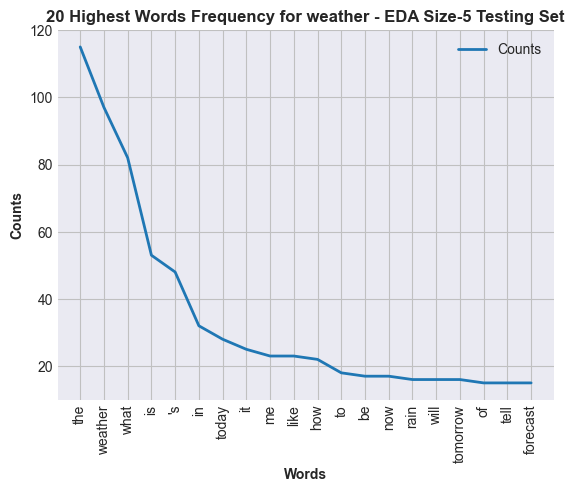 20 Highest Words Frequency for weather - EDA Size-5 Testing Set
Counts
120
100
80
60
40
20
Counts
the
weather
what
is
's
in
today
it
me
like
how
to
be
now
rain
will
tomorrow
of
tell
forecast
Words